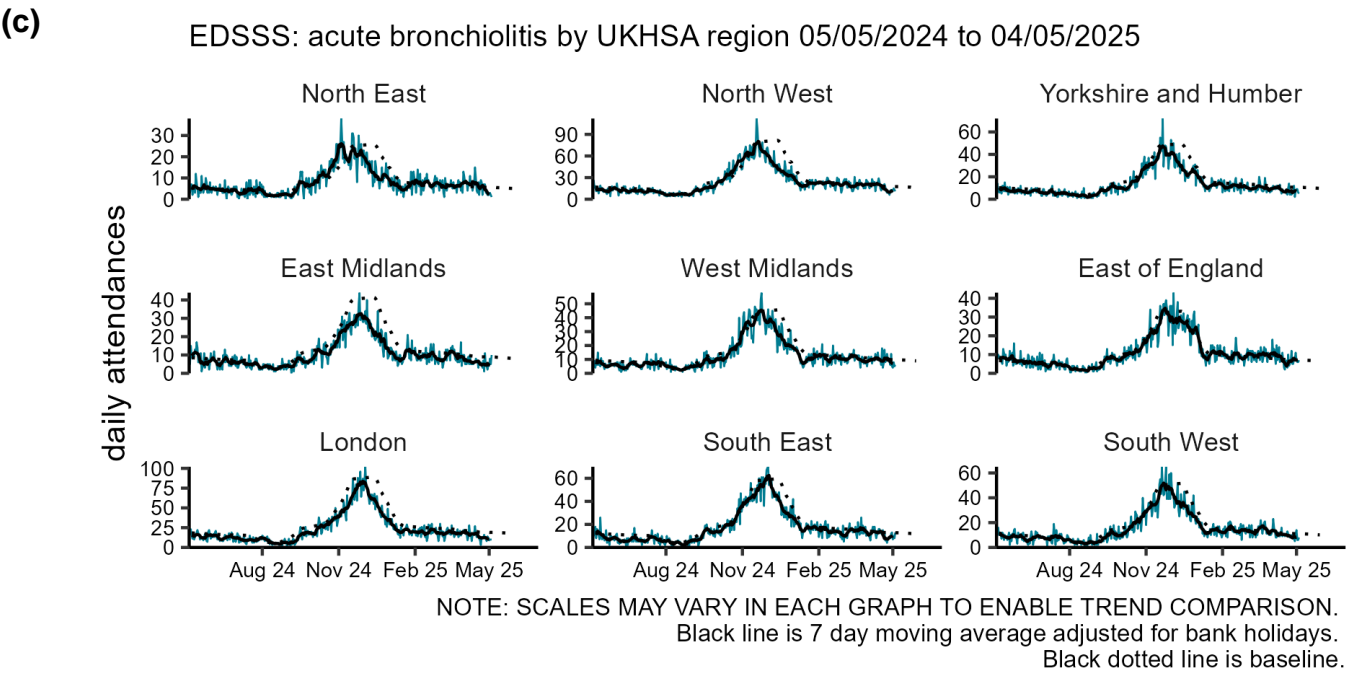 (c)
EDSSS: acute bronchiolitis by UKHSA region 05/05/2024 to 04/05/2025
daily attendances
North East
30
20
10
0
North West
90
60
30
0
Yorkshire and Humber
60
40
20
0
East Midlands
40
30
20
10
0
West Midlands
50
40
30
20
10
0
East of England
40
30
20
10
0
London
100
75
50
25
0
Aug 24 Nov 24 Feb 25 May 25
South East
60
40
20
0
Aug 24 Nov 24 Feb 25 May 25
South West
60
40
20
0
Aug 24 Nov 24 Feb 25 May 25
NOTE: SCALES MAY VARY IN EACH GRAPH TO ENABLE TREND COMPARISON.
Black line is 7 day moving average adjusted for bank holidays.
Black dotted line is baseline.